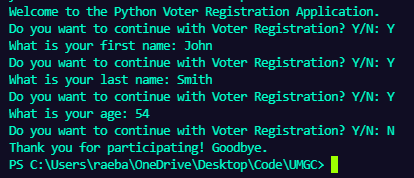 Welcome to the Python Voter Registration Application.
Do you want to continue with Voter Registration? Y/N: Y
What is your first name: John
Do you want to continue with Voter Registration? Y/N: Y
What is your last name: Smith
Do you want to continue with Voter Registration? Y/N: Y
What is your age: 54
Do you want to continue with Voter Registration? Y/N: N
Thank you for participating! Goodbye.
PS C:\Users\raeba\OneDrive\Desktop\Code\UMGC>